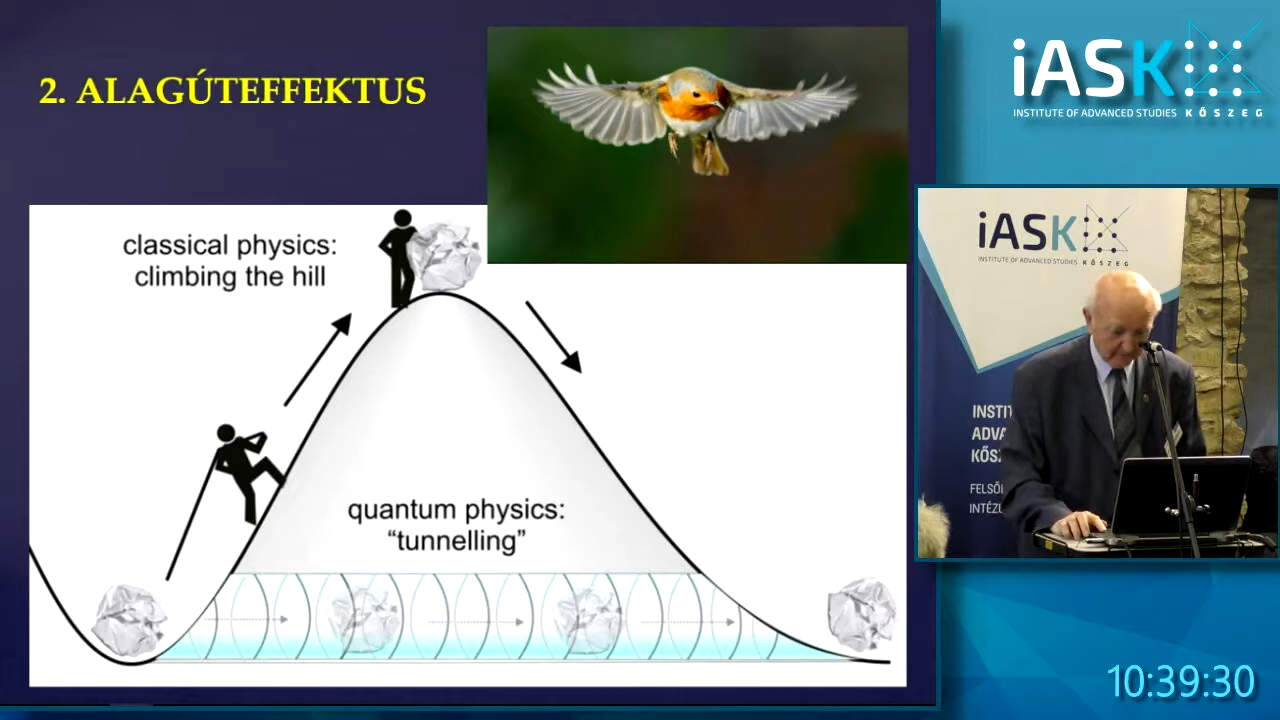 2. ALAGÚTEFFEKTUS
classical physics:
climbing the hill
quantum physics:
“tunnelling”
iASK
INSTITUTE OF ADVANCED STUDIES KŐSZEG
iASK
INSTITUTE OF ADVANCED STUDIES KŐSZEG
INSTIT
ADVA
KŐSZ
FELSŐ
INTÉZ
10:39:30